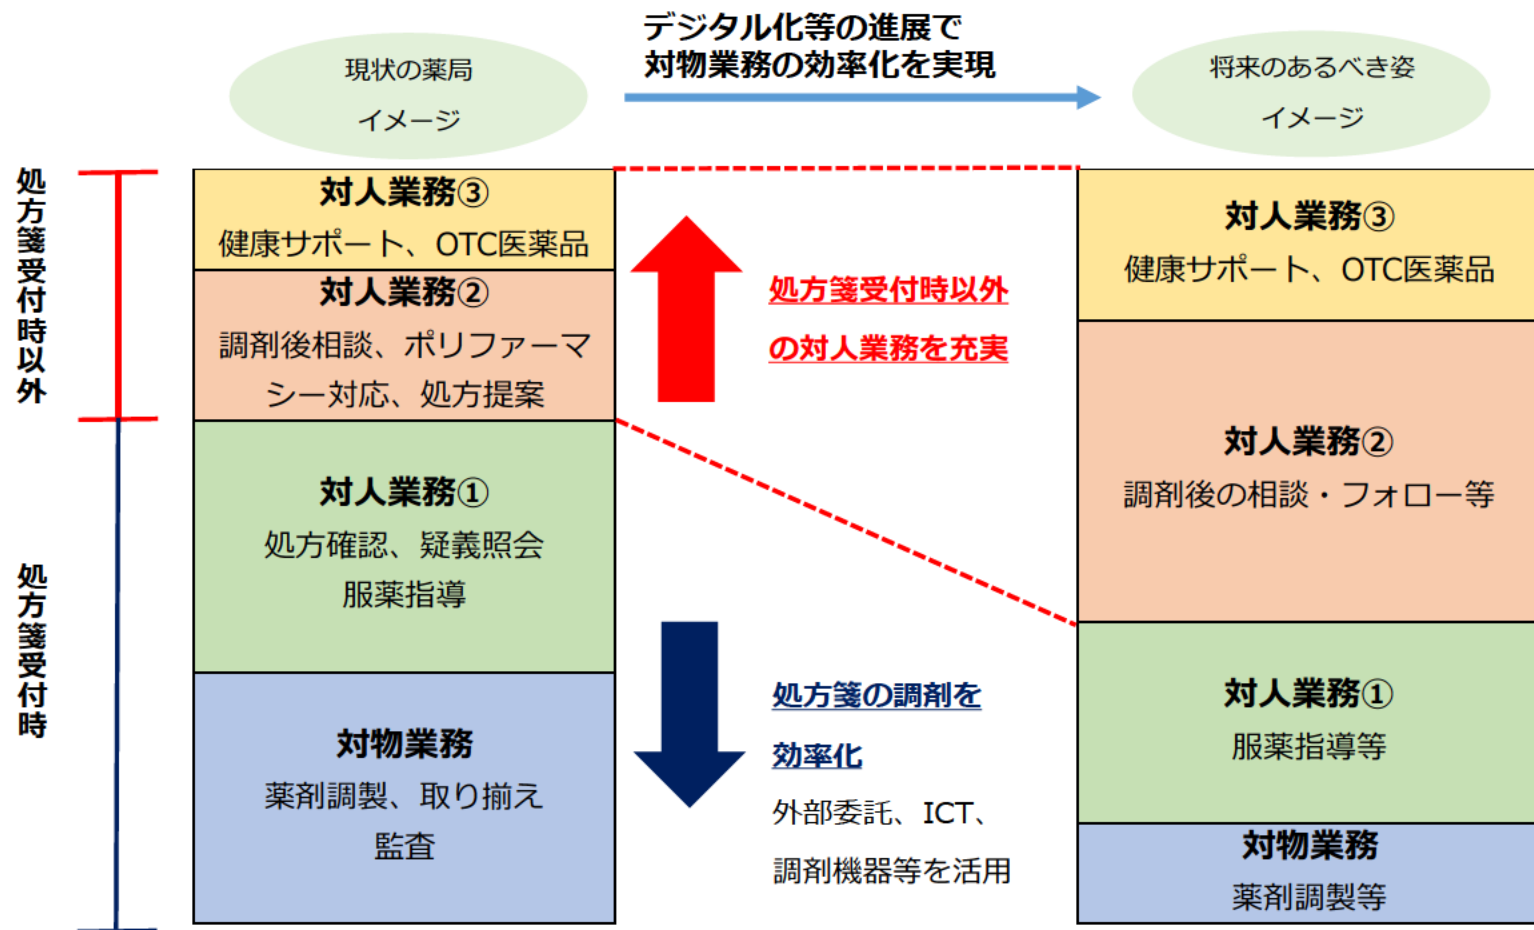 デジタル化等の進展で
対物業務の効率化を実現
現状の薬局
イメージ
将来のあるべき姿
イメージ
処方箋受付時以外
処方箋受付時
対人業務③
健康サポート、OTC医薬品
対人業務②
調剤後相談、ポリファーマ
シー対応、処方提案
対人業務①
処方確認、疑義照会
服薬指導
対物業務
薬剤調製、取り揃え
監査
処方箋受付時以外
の対人業務を充実
処方箋の調剤を
効率化
外部委託、ICT、
調剤機器等を活用
対人業務③
健康サポート、OTC医薬品
対人業務②
調剤後の相談・フォロー等
対人業務①
服薬指導等
対物業務
薬剤調製等